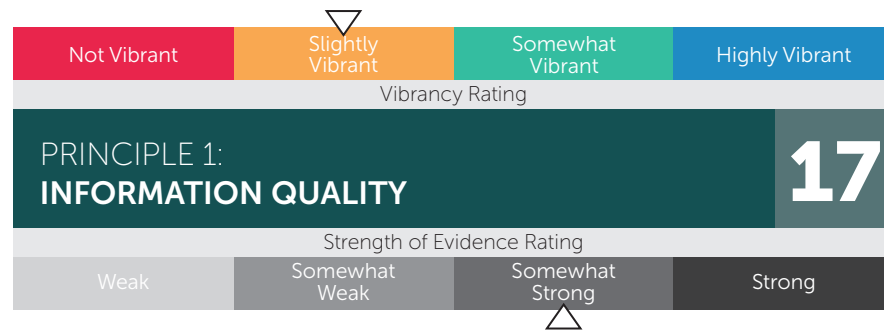 Not Vibrant
Slightly
Vibrant
Somewhat
Vibrant
Highly Vibrant
Vibrancy Rating
PRINCIPLE 1:
INFORMATION QUALITY
17
Strength of Evidence Rating
Weak
Somewhat
Weak
Somewhat
Strong
Strong